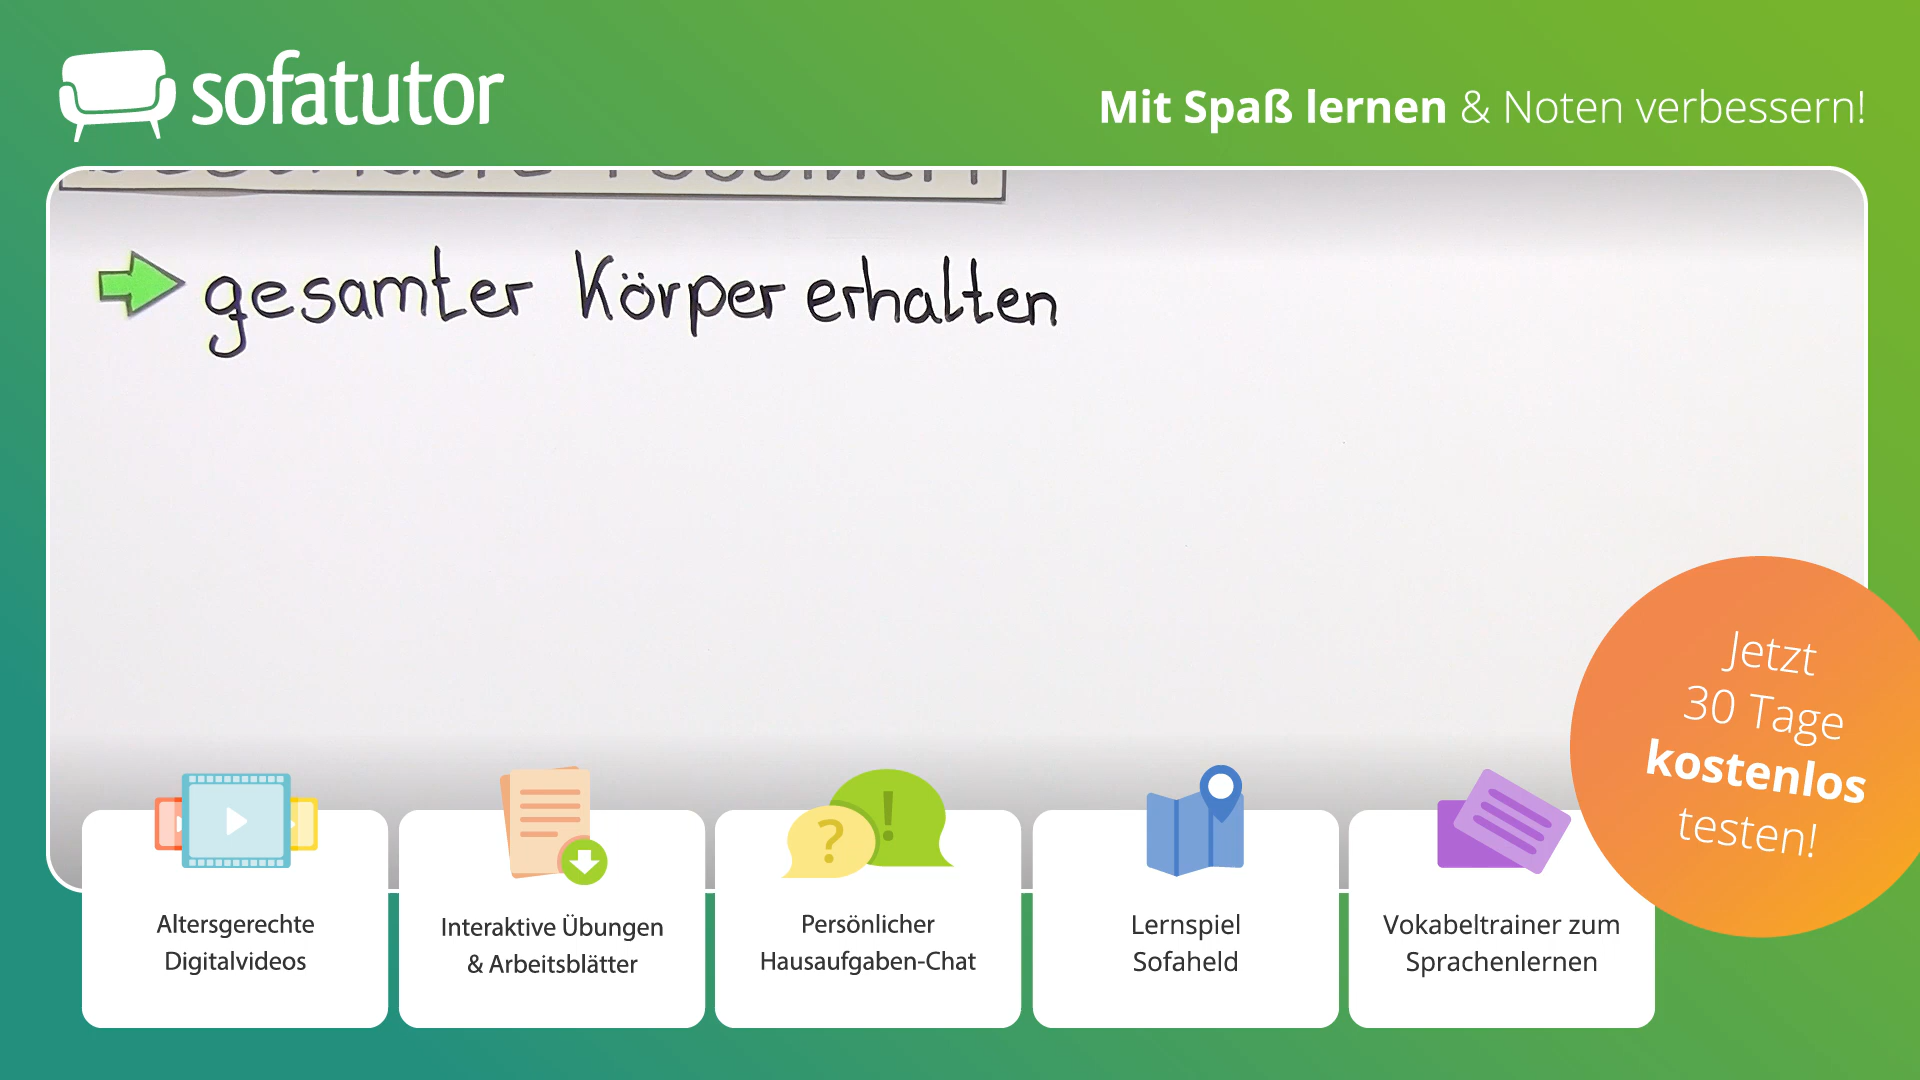 sofatutor
Mit Spaß lernen & Noten verbessern!
gesamter Körper erhalten
Jetzt
30 Tage
kostenlos
testen!
Altersgerechte
Digitalvideos
Interaktive Übungen
& Arbeitsblätter
Persönlicher
Hausaufgaben-Chat
Lernspiel
Sofaheld
Vokabeltrainer zum
Sprachenlernen